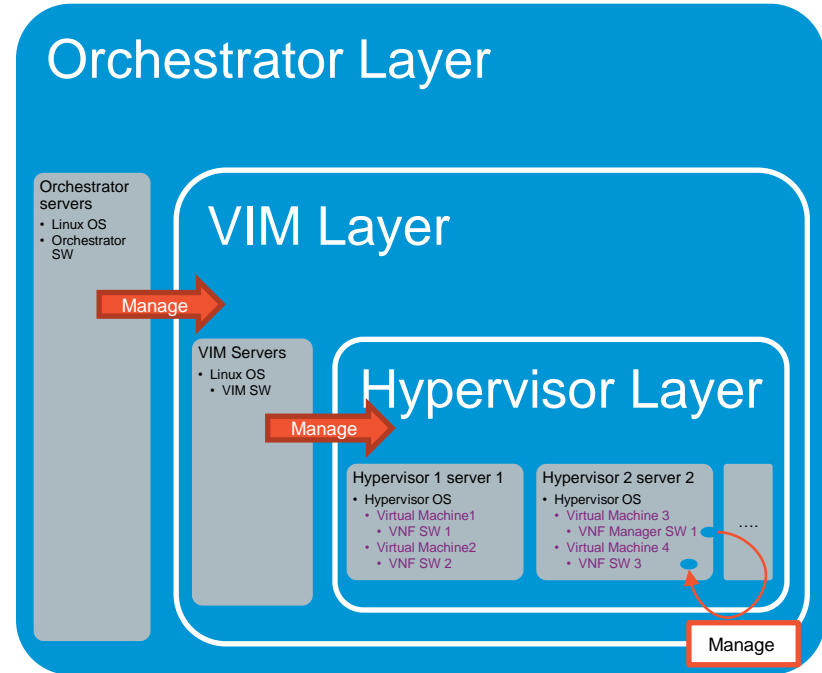 Orchestrator Layer
Orchestrator
servers
• Linux OS
• Orchestrator
SW
VIM Layer
Manage
VIM Servers
• Linux OS
• VIM SW
Hypervisor Layer
Manage
Hypervisor 1 server 1
• Hypervisor OS
• Virtual Machine1
• VNF SW 1
• Virtual Machine2
• VNF SW 2
Hypervisor 2 server 2
• Hypervisor OS
• Virtual Machine 3
• VNF Manager SW 1
• Virtual Machine 4
• VNF SW 3
....
Manage